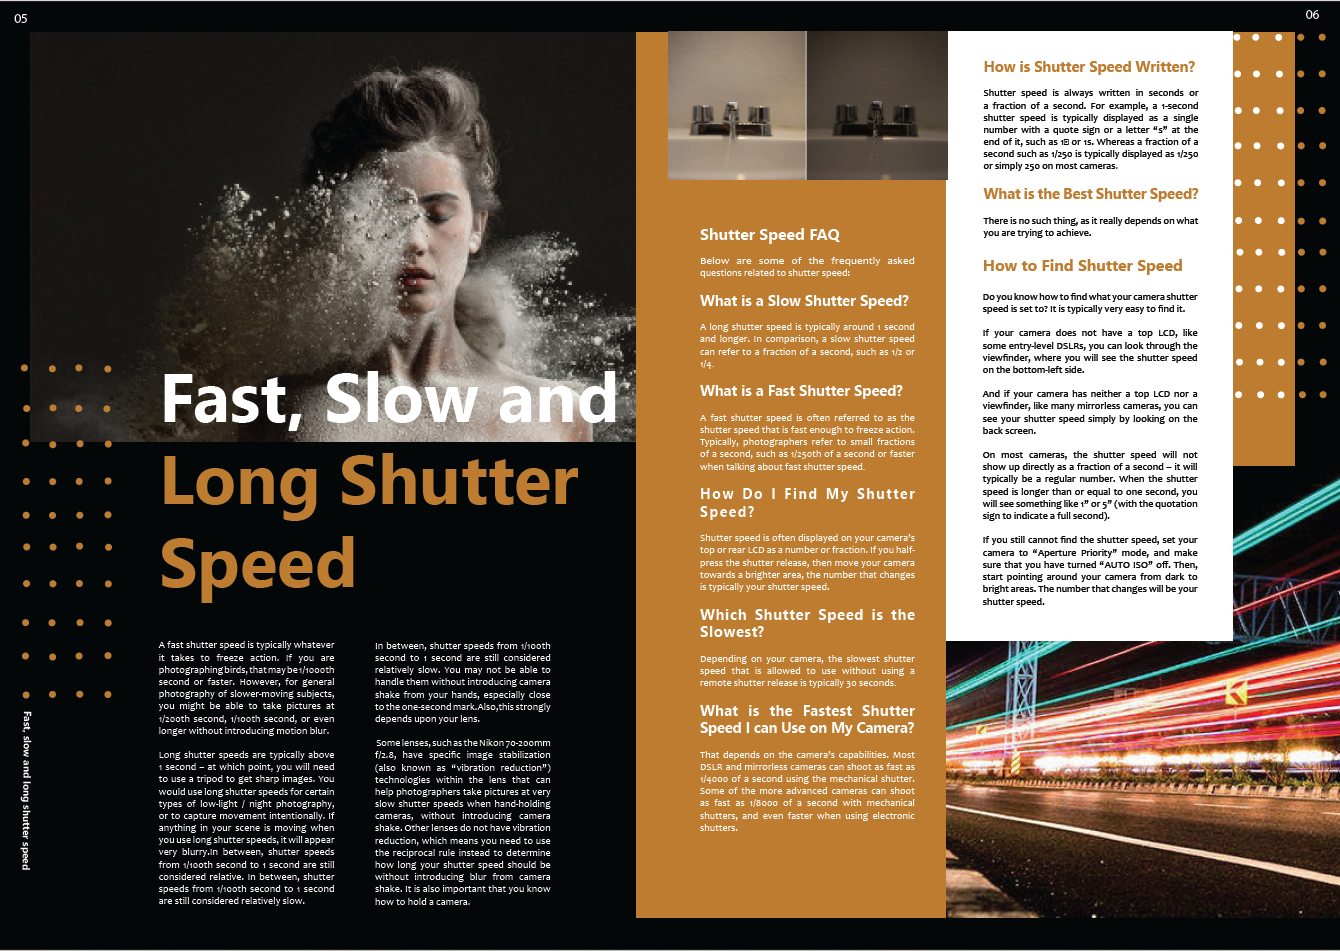 05
Fast, Slow and
Long Shutter
Speed
A fast shutter speed is typically whatever
it takes to freeze action. If you are
photographing birds, that may be 1/1000th
second or faster. However, for general
photography of slower-moving subjects,
you might be able to take pictures at
1/200th second, 1/100th second, or even
longer without introducing motion blur.
Long shutter speeds are typically above
1 second – at which point, you will need
to use a tripod to get sharp images. You
would use long shutter speeds for certain
types of low-light / night photography,
or to capture movement intentionally. If
anything in your scene is moving when
you use long shutter speeds, it will appear
very blurry.In between, shutter speeds
from 1/100th second to 1 second are still
considered relative. In between, shutter
speeds from 1/100th second to 1 second
are still considered relatively slow.
In between, shutter speeds from 1/100th
second to 1 second are still considered
relatively slow. You may not be able to
handle them without introducing camera
shake from your hands, especially close
to the one-second mark.Also,this strongly
depends upon your lens.
Some lenses, such as the Nikon 70-200mm
f/2.8, have specific image stabilization
(also known as “vibration reduction”)
technologies within the lens that can
help photographers take pictures at very
slow shutter speeds when hand-holding
cameras, without introducing camera
shake. Other lenses do not have vibration
reduction, which means you need to use
the reciprocal rule instead to determine
how long your shutter speed should be
without introducing blur from camera
shake. It is also important that you know
how to hold a camera.
Fast, slow and long shutter speed
Shutter Speed FAQ
Below are some of the frequently asked
questions related to shutter speed:
What is a Slow Shutter Speed?
A long shutter speed is typically around 1 second
and longer. In comparison, a slow shutter speed
can refer to a fraction of a second, such as 1/2 or
1/4.
What is a Fast Shutter Speed?
A fast shutter speed is often referred to as the
shutter speed that is fast enough to freeze action.
Typically, photographers refer to small fractions
of a second, such as 1/250th of a second or faster
when talking about fast shutter speed.
How Do I Find My Shutter
Speed?
Shutter speed is often displayed on your camera’s
top or rear LCD as a number or fraction. If you half-
press the shutter release, then move your camera
towards a brighter area, the number that changes
is typically your shutter speed.
Which Shutter Speed is the
Slowest?
Depending on your camera, the slowest shutter
speed that is allowed to use without using a
remote shutter release is typically 30 seconds.
What is the Fastest Shutter
Speed I can Use on My Camera?
That depends on the camera’s capabilities. Most
DSLR and mirrorless cameras can shoot as fast as
1/4000 of a second using the mechanical shutter.
Some of the more advanced cameras can shoot
as fast as 1/8000 of a second with mechanical
shutters, and even faster when using electronic
shutters.
06
How is Shutter Speed Written?
Shutter speed is always written in seconds or
a fraction of a second. For example, a 1-second
shutter speed is typically displayed as a single
number with a quote sign or a letter “s” at the
end of it, such as 1 or 1s. Whereas a fraction of a
second such as 1/250 is typically displayed as 1/250
or simply 250 on most cameras.
What is the Best Shutter Speed?
There is no such thing, as it really depends on what
you are trying to achieve.
How to Find Shutter Speed
Do you know how to find what your camera shutter
speed is set to? It is typically very easy to find it.
If your camera does not have a top LCD, like
some entry-level DSLRs, you can look through the
viewfinder, where you will see the shutter speed
on the bottom-left side.
And if your camera has neither a top LCD nor a
viewfinder, like many mirrorless cameras, you can
see your shutter speed simply by looking on the
back screen.
On most cameras, the shutter speed will not
show up directly as a fraction of a second – it will
typically be a regular number. When the shutter
speed is longer than or equal to one second, you
will see something like 1” or 5” (with the quotation
sign to indicate a full second).
If you still cannot find the shutter speed, set your
camera to “Aperture Priority” mode, and make
sure that you have turned “AUTO ISO” off. Then,
start pointing around your camera from dark to
bright areas. The number that changes will be your
shutter speed.